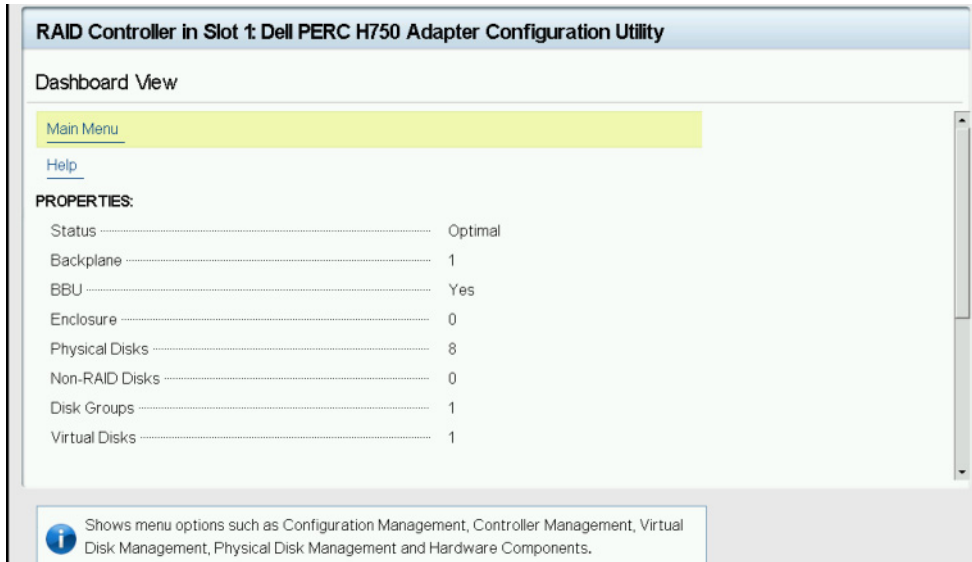 RAID Controller in Slot 1: Dell PERC H750 Adapter Configuration Utility
Dashboard View
Main Menu
Help
PROPERTIES:
Status Optimal
Backplane 1
BBU Yes
Enclosure 0
Physical Disks 8
Non-RAID Disks 0
Disk Groups 1
Virtual Disks 1
Shows menu options such as Configuration Management, Controller Management, Virtual
Disk Management, Physical Disk Management and Hardware Components.